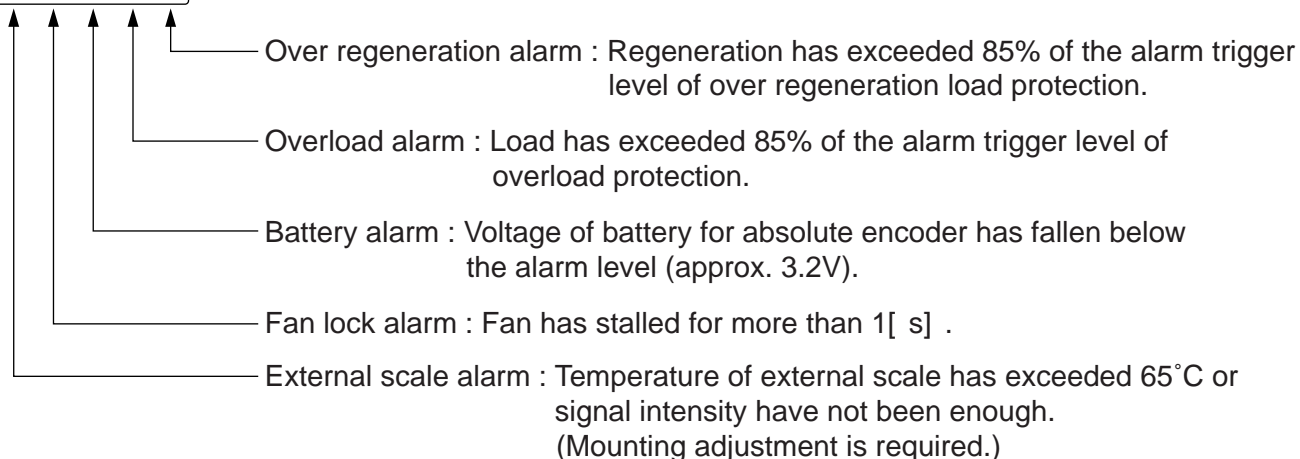 Over regeneration alarm : Regeneration has exceeded 85% of the alarm trigger
level of over regeneration load protection.
Overload alarm : Load has exceeded 85% of the alarm trigger level of
overload protection.
Battery alarm : Voltage of battery for absolute encoder has fallen below
the alarm level (approx. 3.2V).
Fan lock alarm : Fan has stalled for more than 1[ s] .
External scale alarm : Temperature of external scale has exceeded 65˚C or
signal intensity have not been enough.
(Mounting adjustment is required.)